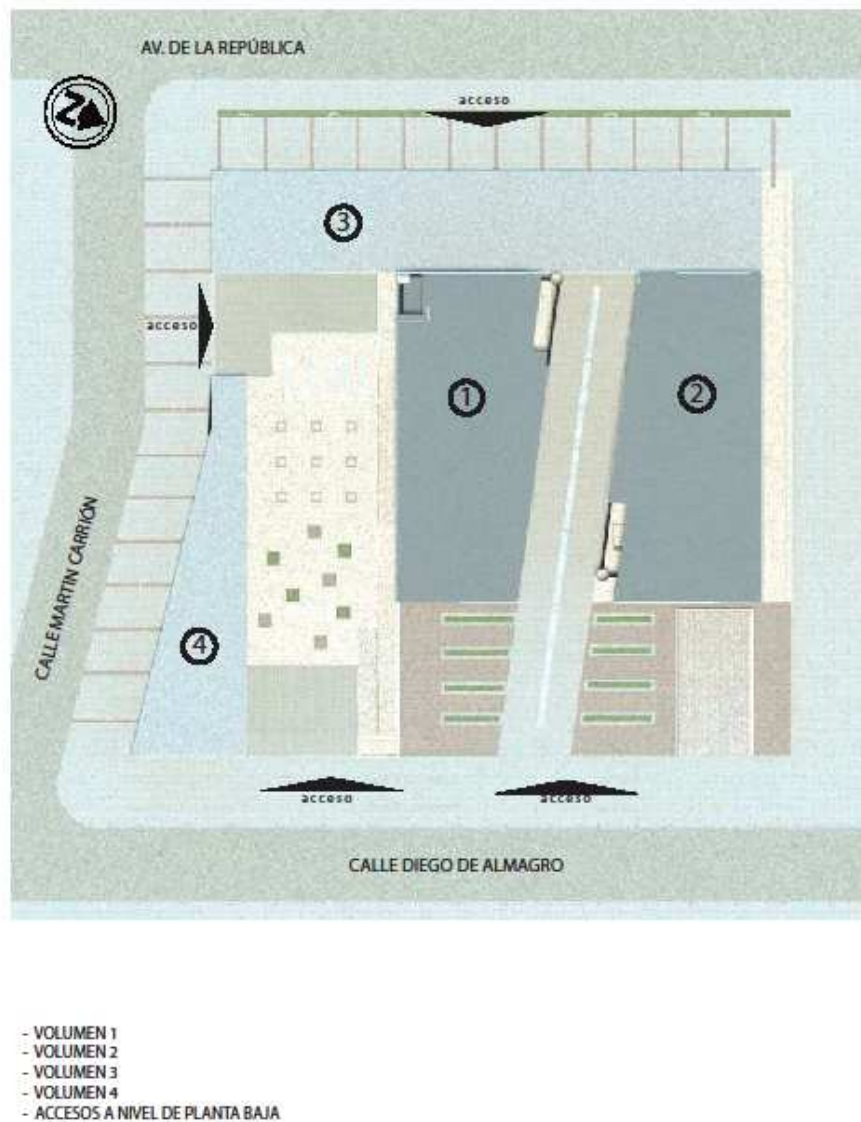 AV. DE LA REPÚBLICA
N
acceso
3
1
2
acceso
CALLE MARTIN CARRIÓN
4
acceso
acceso
CALLE DIEGO DE ALMAGRO
- VOLUMEN 1
- VOLUMEN 2
- VOLUMEN 3
- VOLUMEN 4
- ACCESOS A NIVEL DE PLANTA BAJA